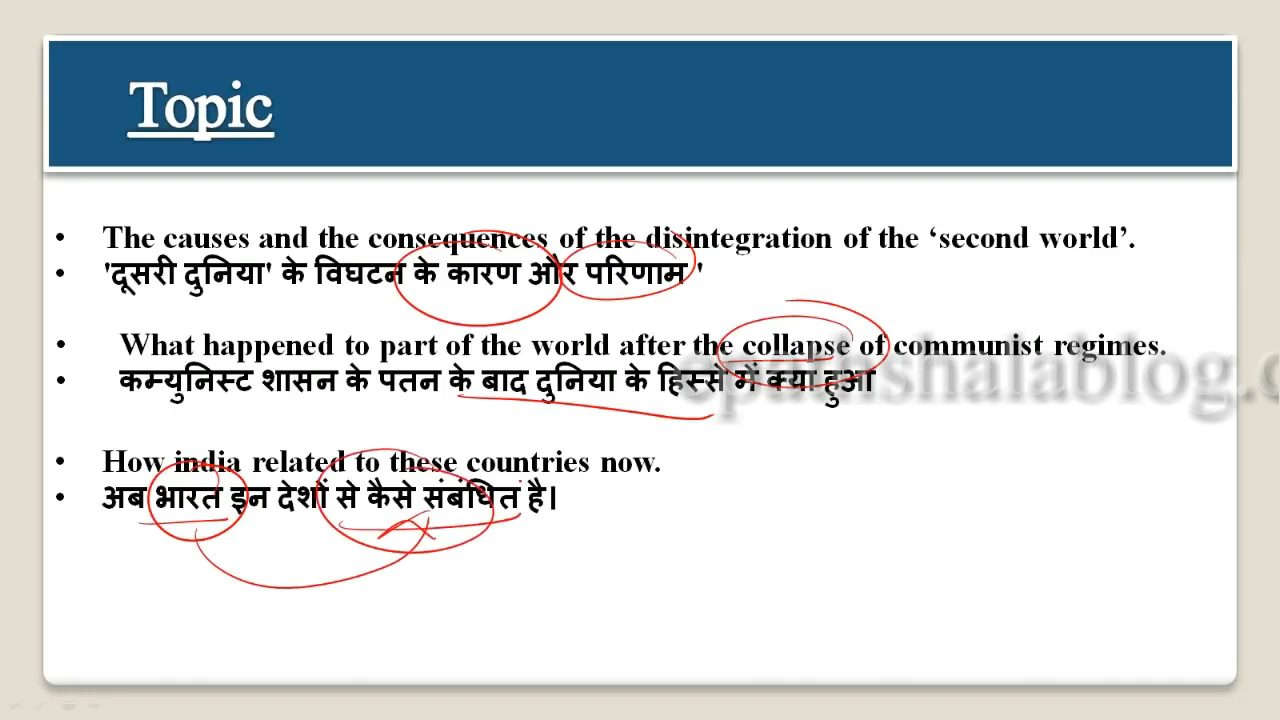 Topic
• The causes and the consequences of the disintegration of the ‘second world’.
• 'दूसरी दुनिया' के विघटन के कारण और परिणाम '
• What happened to part of the world after the collapse of communist regimes.
• कम्युनिस्ट शासन के पतन के बाद दुनिया के हिस्से में क्या हुआ
epathshalablog.c
• How india related to these countries now.
• अब भारत इन देशों से कैसे संबंधित है।